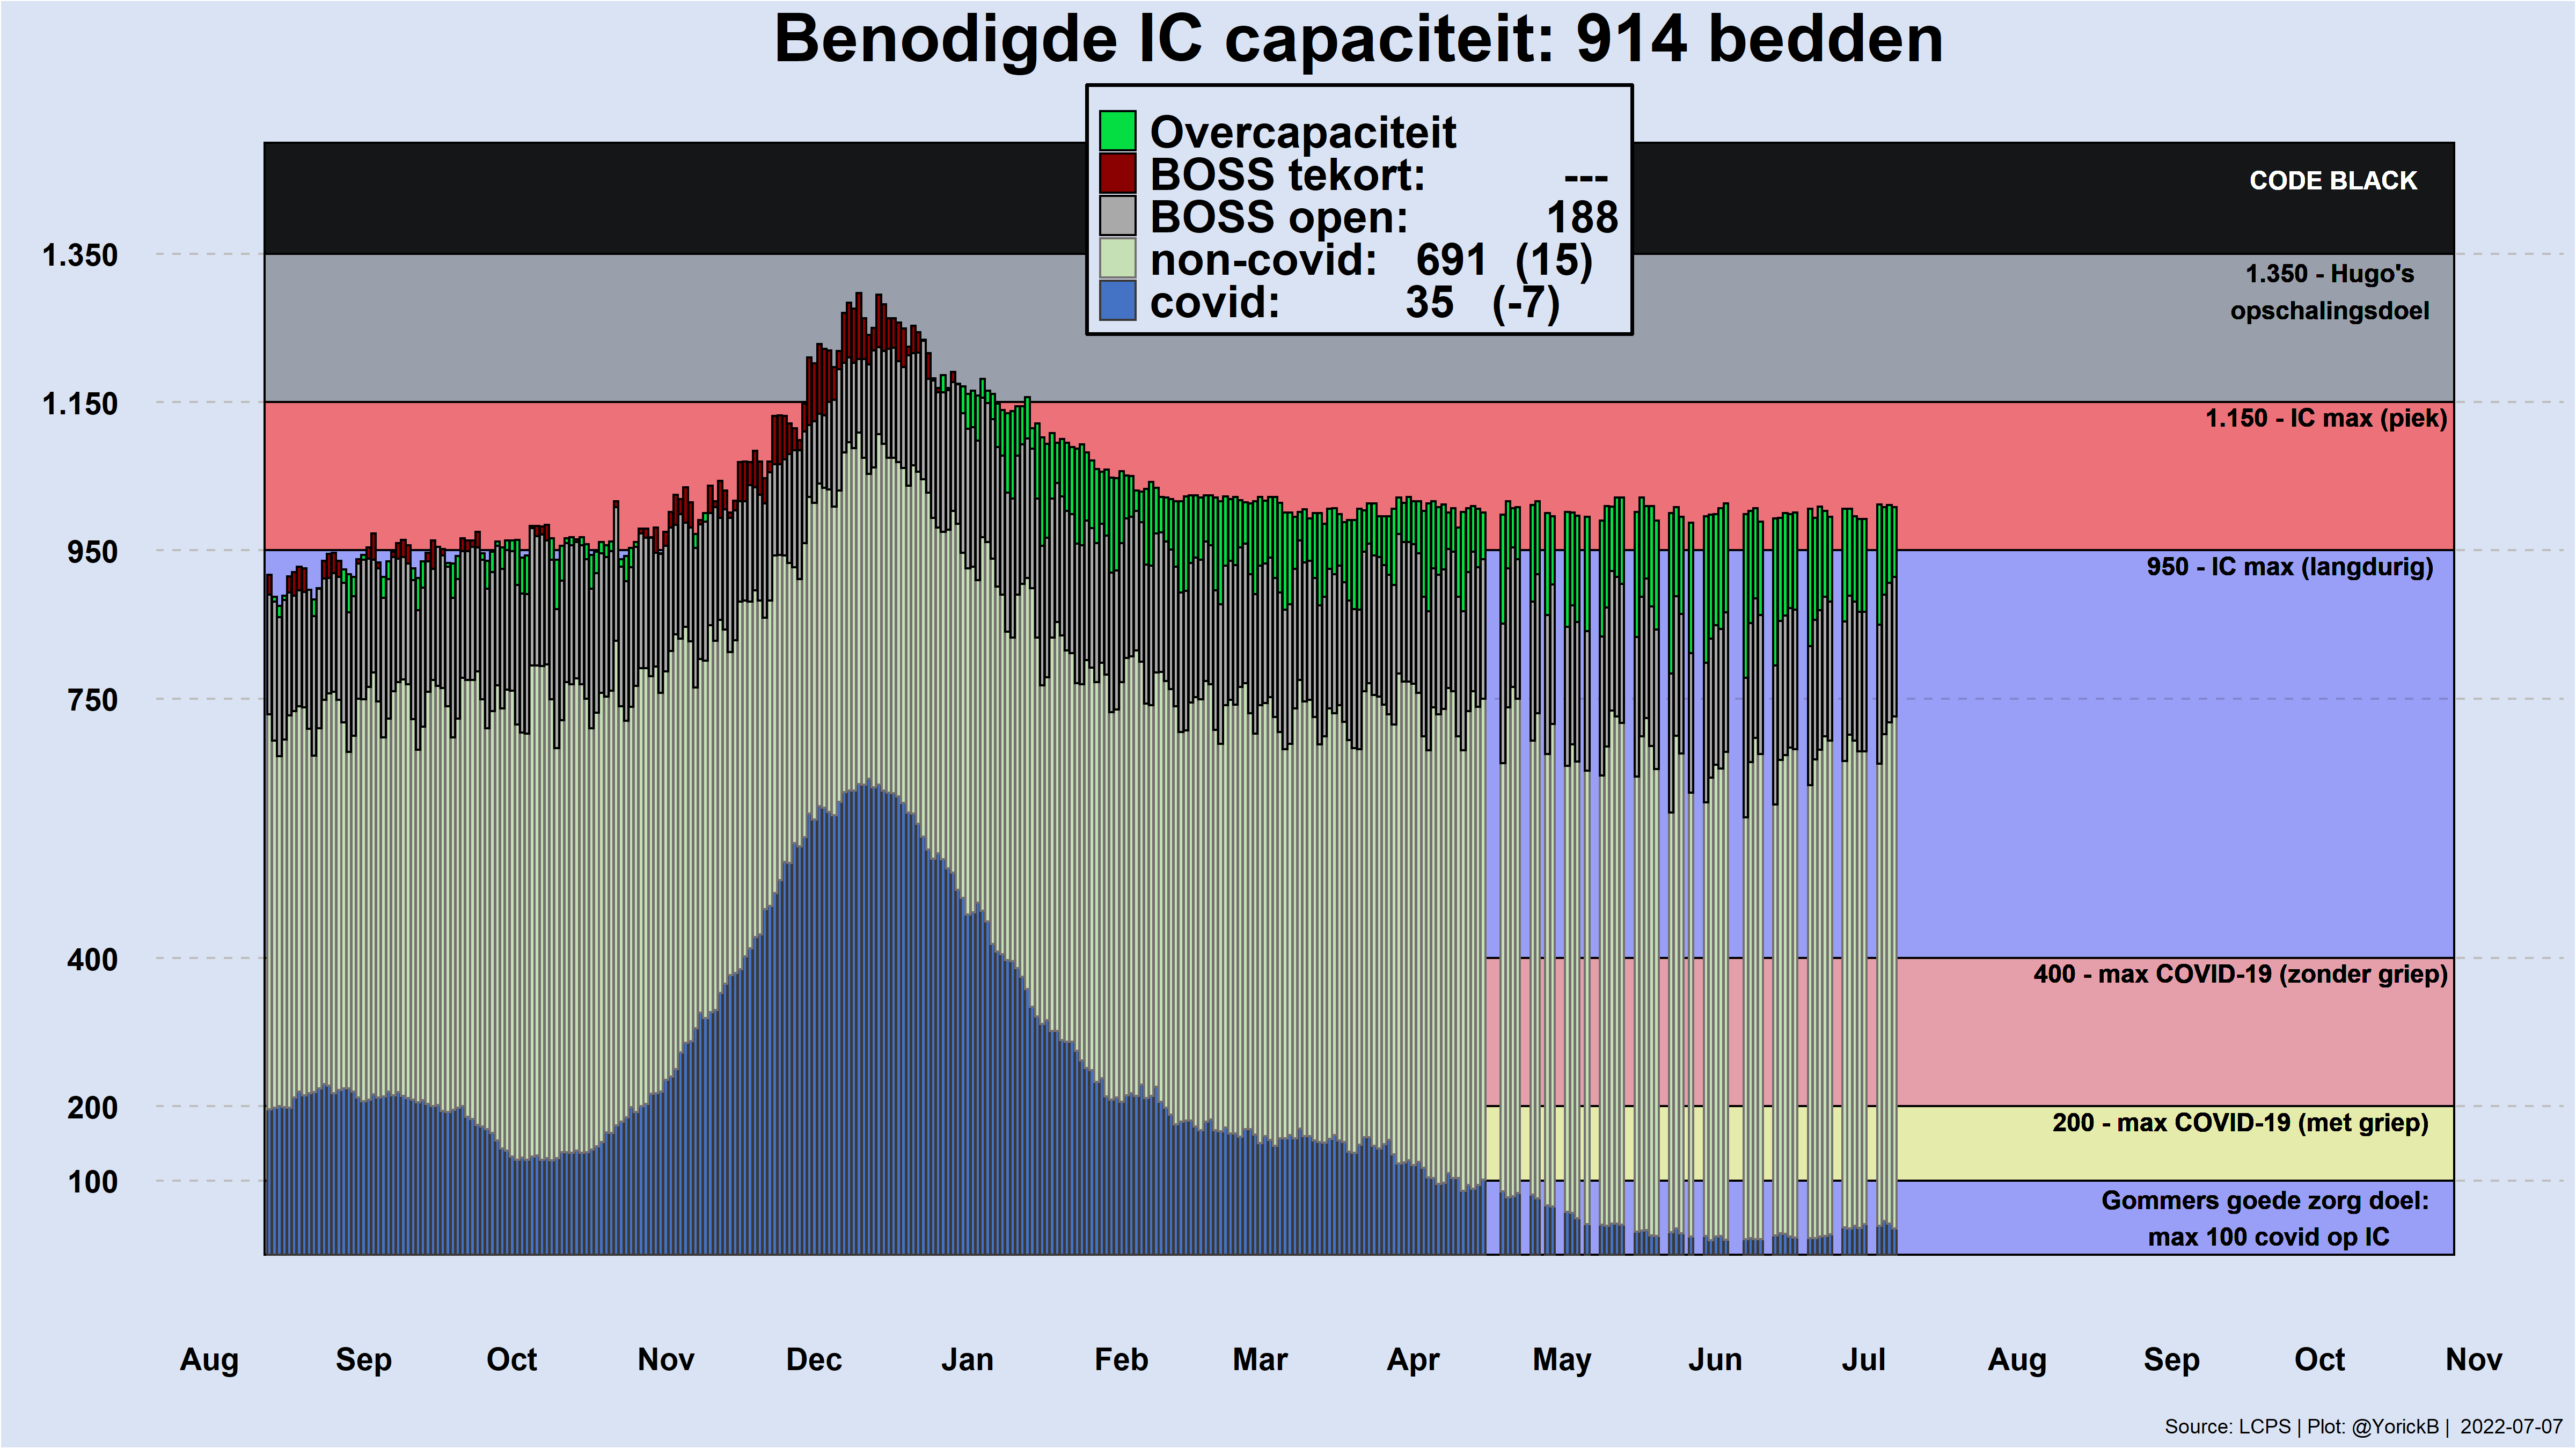 Benodigde IC capaciteit: 914 bedden
Overcapaciteit
BOSS tekort: ---
BOSS open: 188
non-covid: 691 (15)
covid: 35 (-7)
CODE BLACK
1.350
1.350 - Hugo's
opschalingsdoel
1.150
1.150 - IC max (piek)
950
950 - IC max (langdurig)
750
400
400 - max COVID-19 (zonder griep)
200
200 - max COVID-19 (met griep)
100
Gommers goede zorg doel:
max 100 covid op IC
Aug Sep Oct Nov Dec Jan Feb Mar Apr May Jun Jul Aug Sep Oct Nov
Source: LCPS | Plot: @YorickB | 2022-07-07